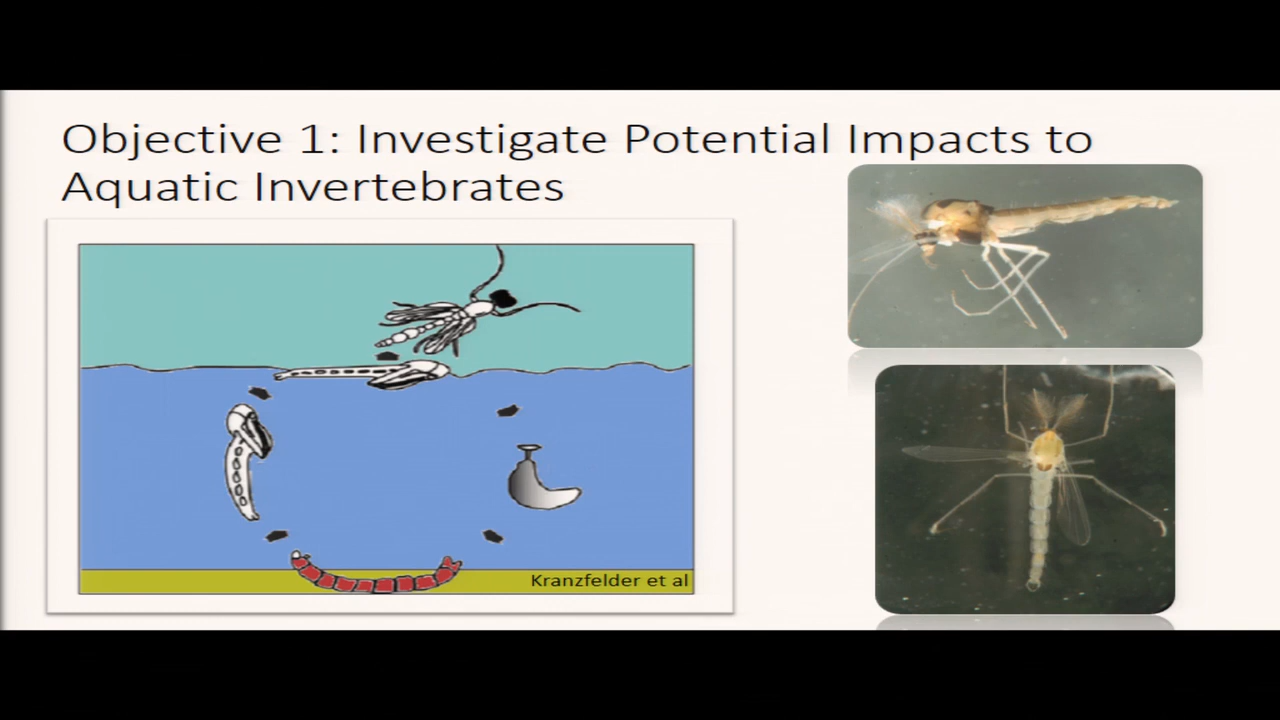 Objective 1: Investigate Potential Impacts to
Aquatic Invertebrates
Kranzfelder et al